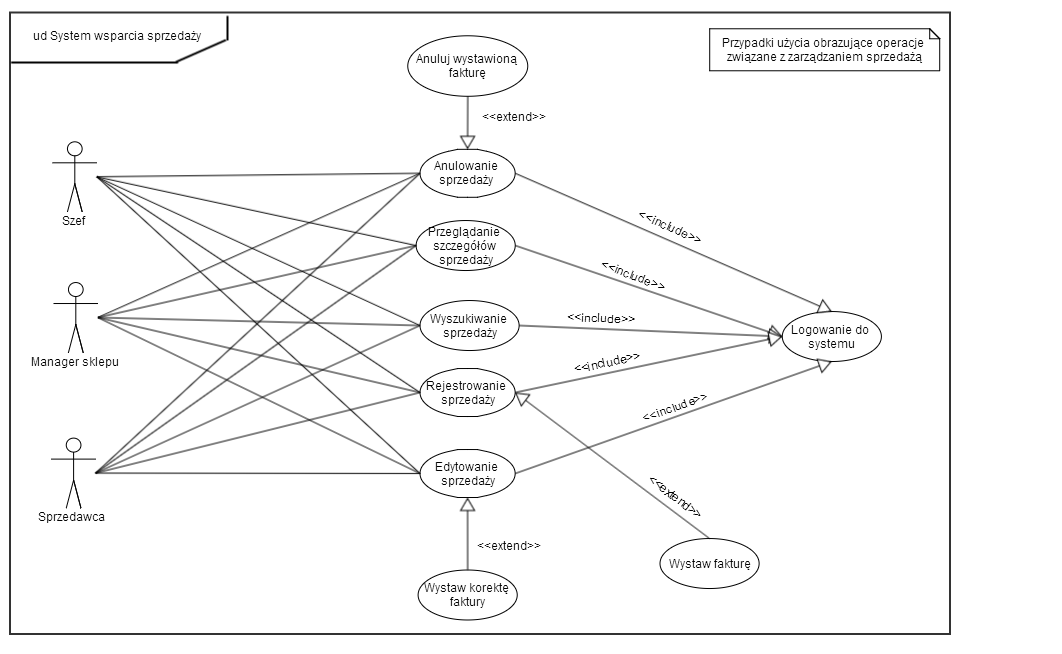 ud System wsparcia sprzedaży
Przypadki użycia obrazujące operacje
związane z zarządzaniem sprzedażą
Anuluj wystawioną
fakturę
<<extend>>
Anulowanie
sprzedaży
Szef
<<include>>
Przeglądanie
szczegółów
sprzedaży
<<include>>
Wyszukiwanie
sprzedaży
<<include>>
Logowanie do
systemu
Manager sklepu
<<include>>
Rejestrowanie
sprzedaży
<<include>>
Edytowanie
sprzedaży
<<extend>>
Sprzedawca
<<extend>>
Wystaw fakturę
Wystaw korektę
faktury